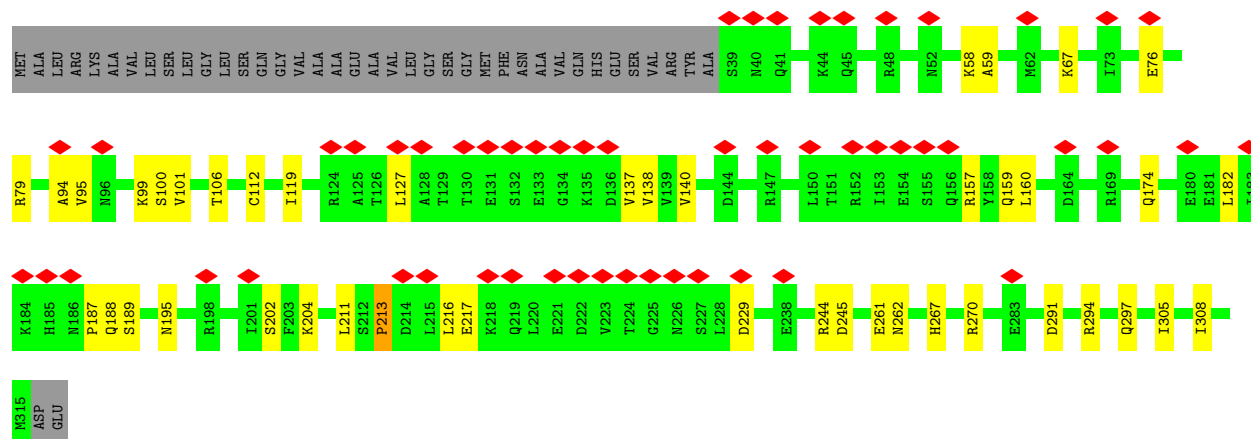 MET ALA LEU ARG LYS ALA VAL LEU SER LEU GLY LEU SER GLN GLY VAL ALA ALA GLU ALA VAL LEU GLY SER GLY MET PHE ASN ALA VAL GLN HIS GLU SER VAL ARG TYR ALA S39 N40 Q41 K44 Q45 R48 N52 K58 A59 M62 K67 I73 E76
R79 A94 V95 N96 K99 S100 V101 T106 C112 I119 R124 A125 T126 L127 A128 T129 T130 E131 S132 E133 G134 K135 D136 V137 V138 V139 V140 D144 R147 L150 T151 R152 I153 E154 S155 Q156 R157 Y158 Q159 L160 D164 R169 Q174 E180 E181 L182
K184 H185 N186 P187 Q188 S189 N195 R198 I201 S202 F203 K204 L211 S212 P213 D214 L215 L216 E217 K218 Q219 L220 E221 D222 V223 T224 G225 N226 S227 L228 D229 E238 R244 D245 E261 N262 H267 R270 E283 D291 R294 Q297 I305 I308
M315 ASP GLU